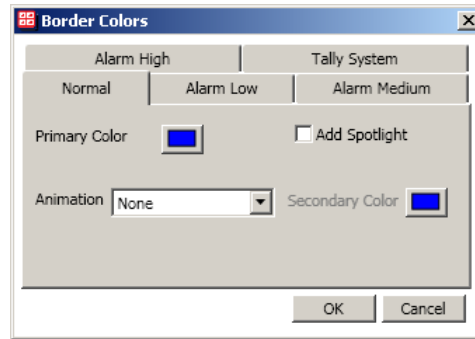 Border Colors
Alarm High Tally System
Normal Alarm Low Alarm Medium
Primary Color Add Spotlight
Animation None Secondary Color
OK Cancel